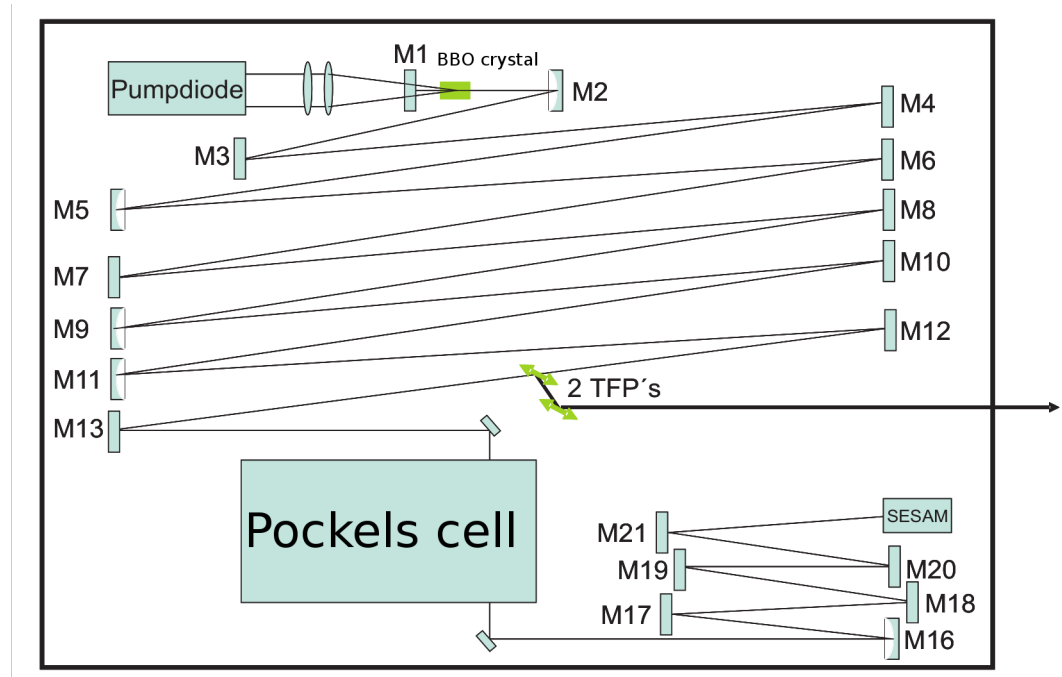 M1
BBO crystal
Pumpdiode
M2
M4
M3
M6
M5
M8
M7
M10
M9
M12
M11
2 TFP´s
M13
Pockels cell
SESAM
M21
M19
M20
M17
M18
M16